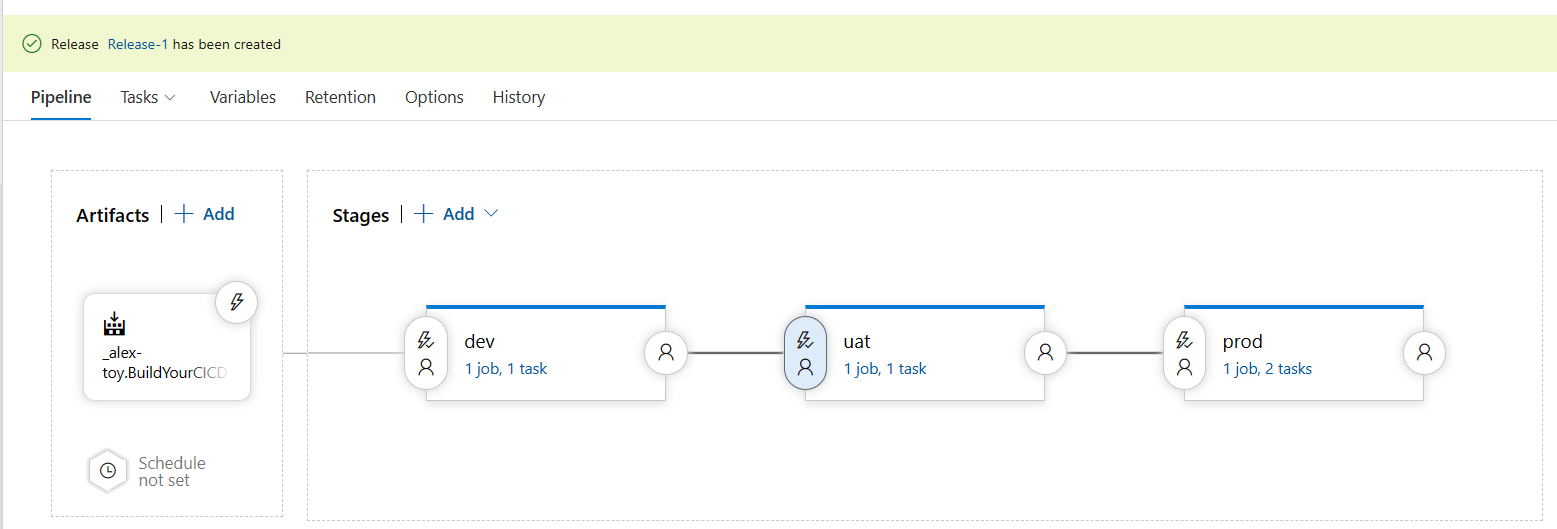 Release Release-1 has been created
Pipeline Tasks Variables Retention Options History
Artifacts | Add
Stages | Add
_alex-
toy.BuildYourCICD
Schedule
not set
dev
1 job, 1 task
uat
1 job, 1 task
prod
1 job, 2 tasks